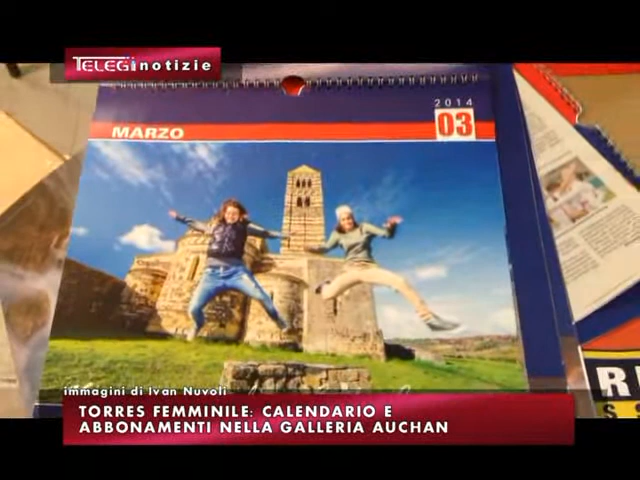 TELEGInotizie
2014
MARZO
03
immagini di Ivan Nuvoli
TORRES FEMMINILE: CALENDARIO E
ABBONAMENTI NELLA GALLERIA AUCHAN